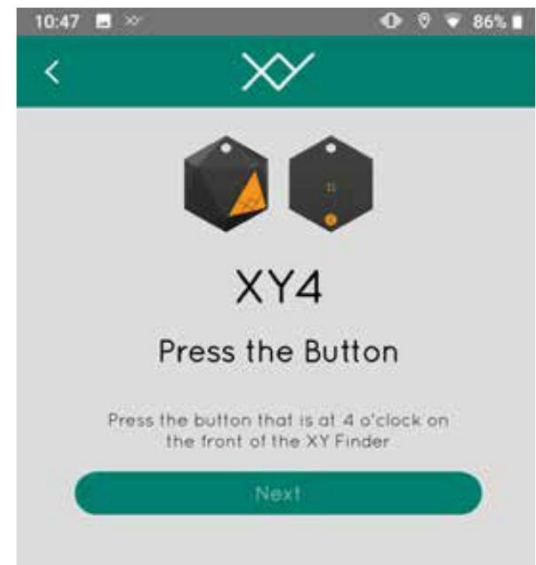 10:47
86%
XY
XY4
Press the Button
Press the button that is at 4 o'clock on
the front of the XY Finder
Next